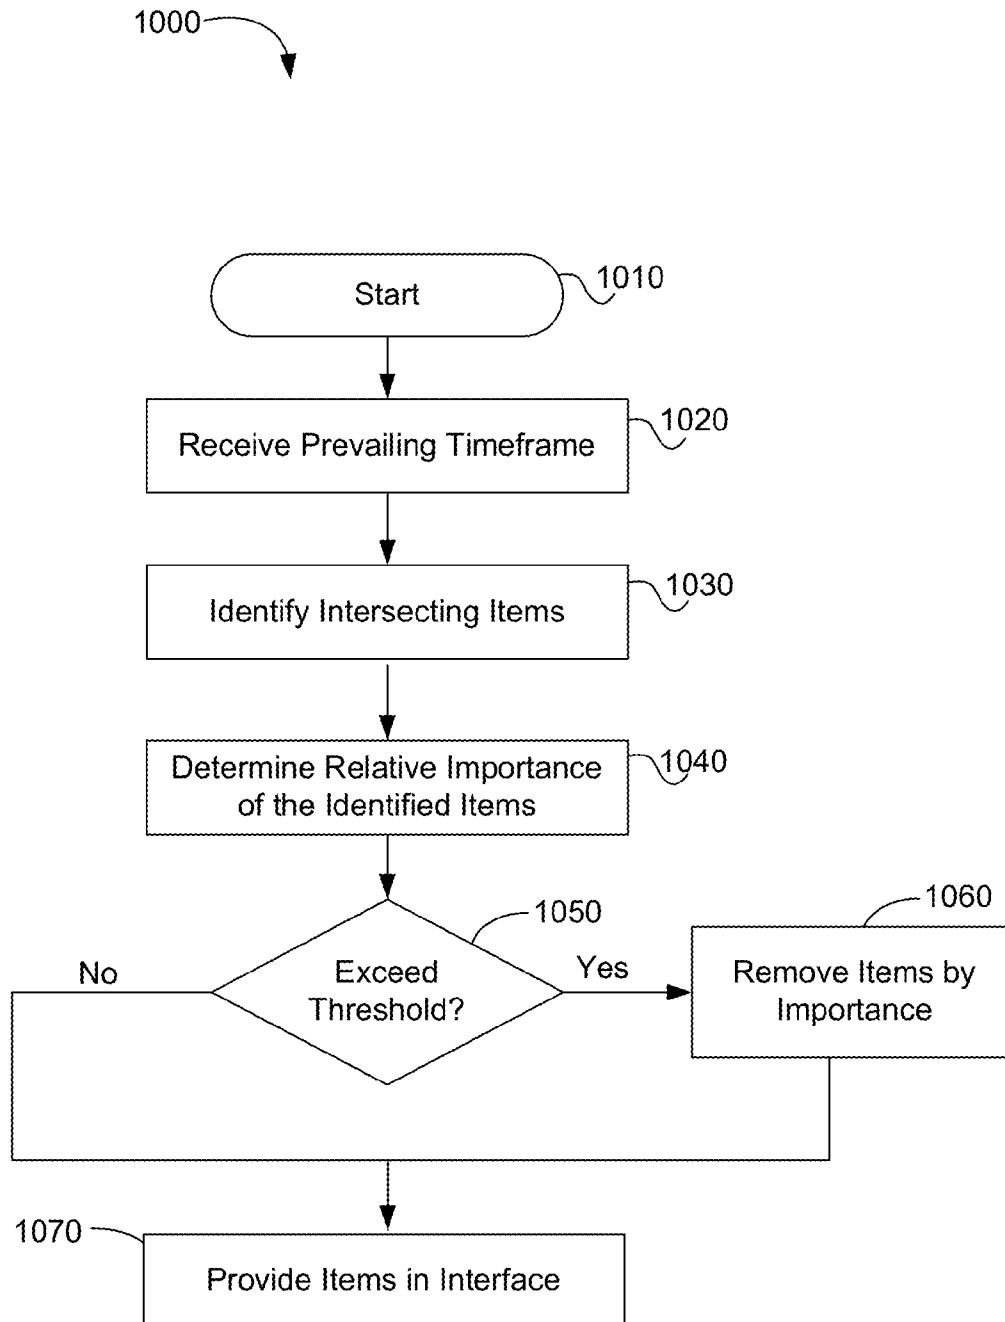 1000
Start
1010
Receive Prevailing Timeframe
1020
Identify Intersecting Items
1030
Determine Relative Importance
of the Identified Items
1040
Exceed
Threshold?
1050
No
Yes
1060
Remove Items by
Importance
1070
Provide Items in Interface